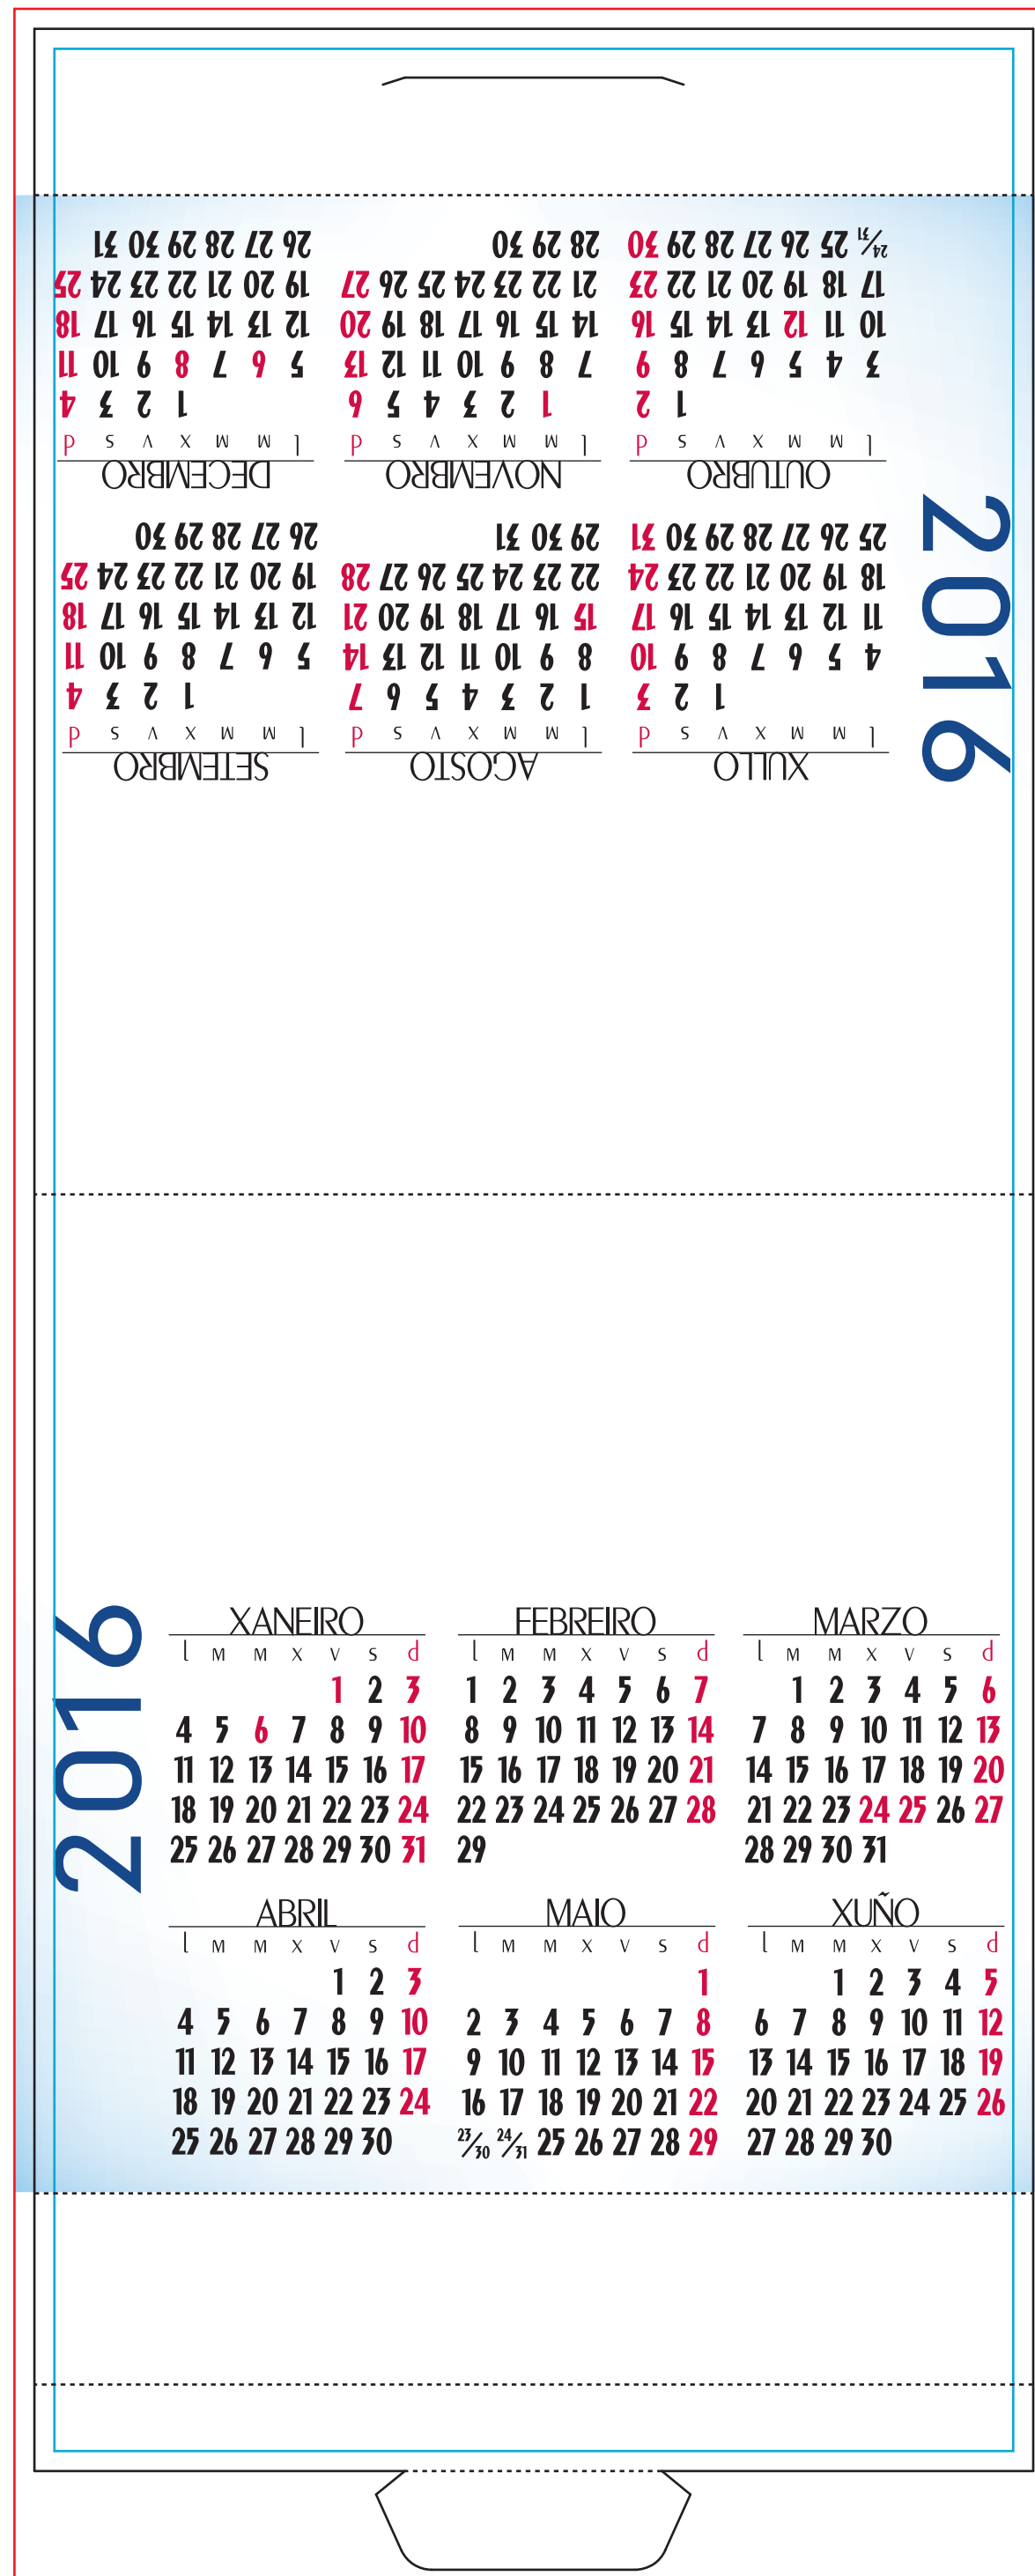 2016
XANEIRO
l M M X V S d
1 2 3
4 5 6 7 8 9 10
11 12 13 14 15 16 17
18 19 20 21 22 23 24
25 26 27 28 29 30 31
FEBREIRO
l M M X V S d
1 2 3 4 5 6 7
8 9 10 11 12 13 14
15 16 17 18 19 20 21
22 23 24 25 26 27 28
29
MARZO
l M M X V S d
1 2 3 4 5 6
7 8 9 10 11 12 13
14 15 16 17 18 19 20
21 22 23 24 25 26 27
28 29 30 31
ABRIL
l M M X V S d
1 2 3
4 5 6 7 8 9 10
11 12 13 14 15 16 17
18 19 20 21 22 23 24
25 26 27 28 29 30
MAIO
l M M X V S d
1
2 3 4 5 6 7 8
9 10 11 12 13 14 15
16 17 18 19 20 21 22
23/30 24/31 25 26 27 28 29
XUÑO
l M M X V S d
1 2 3 4 5
6 7 8 9 10 11 12
13 14 15 16 17 18 19
20 21 22 23 24 25 26
27 28 29 30
2016
XULLO
l M M X V S d
1 2 3
4 5 6 7 8 9 10
11 12 13 14 15 16 17
18 19 20 21 22 23 24
25 26 27 28 29 30 31
AGOSTO
l M M X V S d
1 2 3 4 5 6 7
8 9 10 11 12 13 14
15 16 17 18 19 20 21
22 23 24 25 26 27 28
29 30 31
SETEMBRO
l M M X V S d
1 2 3 4
5 6 7 8 9 10 11
12 13 14 15 16 17 18
19 20 21 22 23 24 25
26 27 28 29 30
OUTUBRO
l M M X V S d
1 2
3 4 5 6 7 8 9
10 11 12 13 14 15 16
17 18 19 20 21 22 23
24/31 25 26 27 28 29 30
NOVEMBRO
l M M X V S d
1 2 3 4 5 6
7 8 9 10 11 12 13
14 15 16 17 18 19 20
21 22 23 24 25 26 27
28 29 30
DECEMBRO
l M M X V S d
1 2 3 4
5 6 7 8 9 10 11
12 13 14 15 16 17 18
19 20 21 22 23 24 25
26 27 28 29 30 31